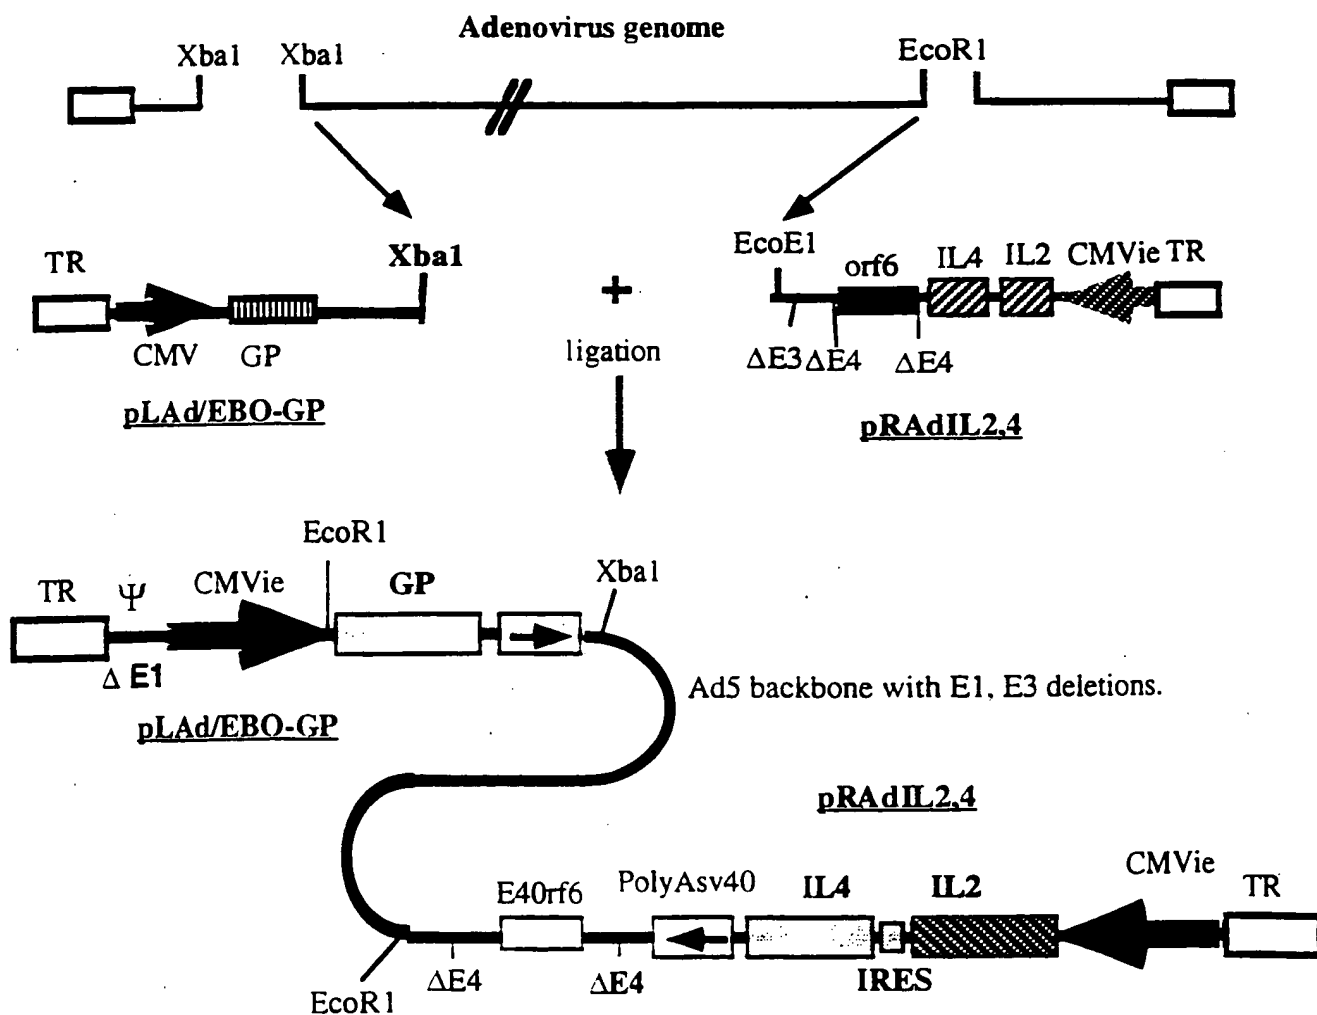 Adenovirus genome
Xba1 Xba1 EcoR1
TR Xba1
CMV GP
pLAd/EBO-GP
+
ligation
EcoE1 orf6 IL4 IL2 CMVie TR
ΔE3 ΔE4 ΔE4
pRAdIL2,4
TR Ψ CMVie EcoR1 GP Xba1
Δ E1
pLAd/EBO-GP
Ad5 backbone with E1, E3 deletions.
pRAdIL2,4
E40rf6 PolyAsv40 IL4 IL2 CMVie TR
EcoR1 ΔE4 ΔE4 IRES